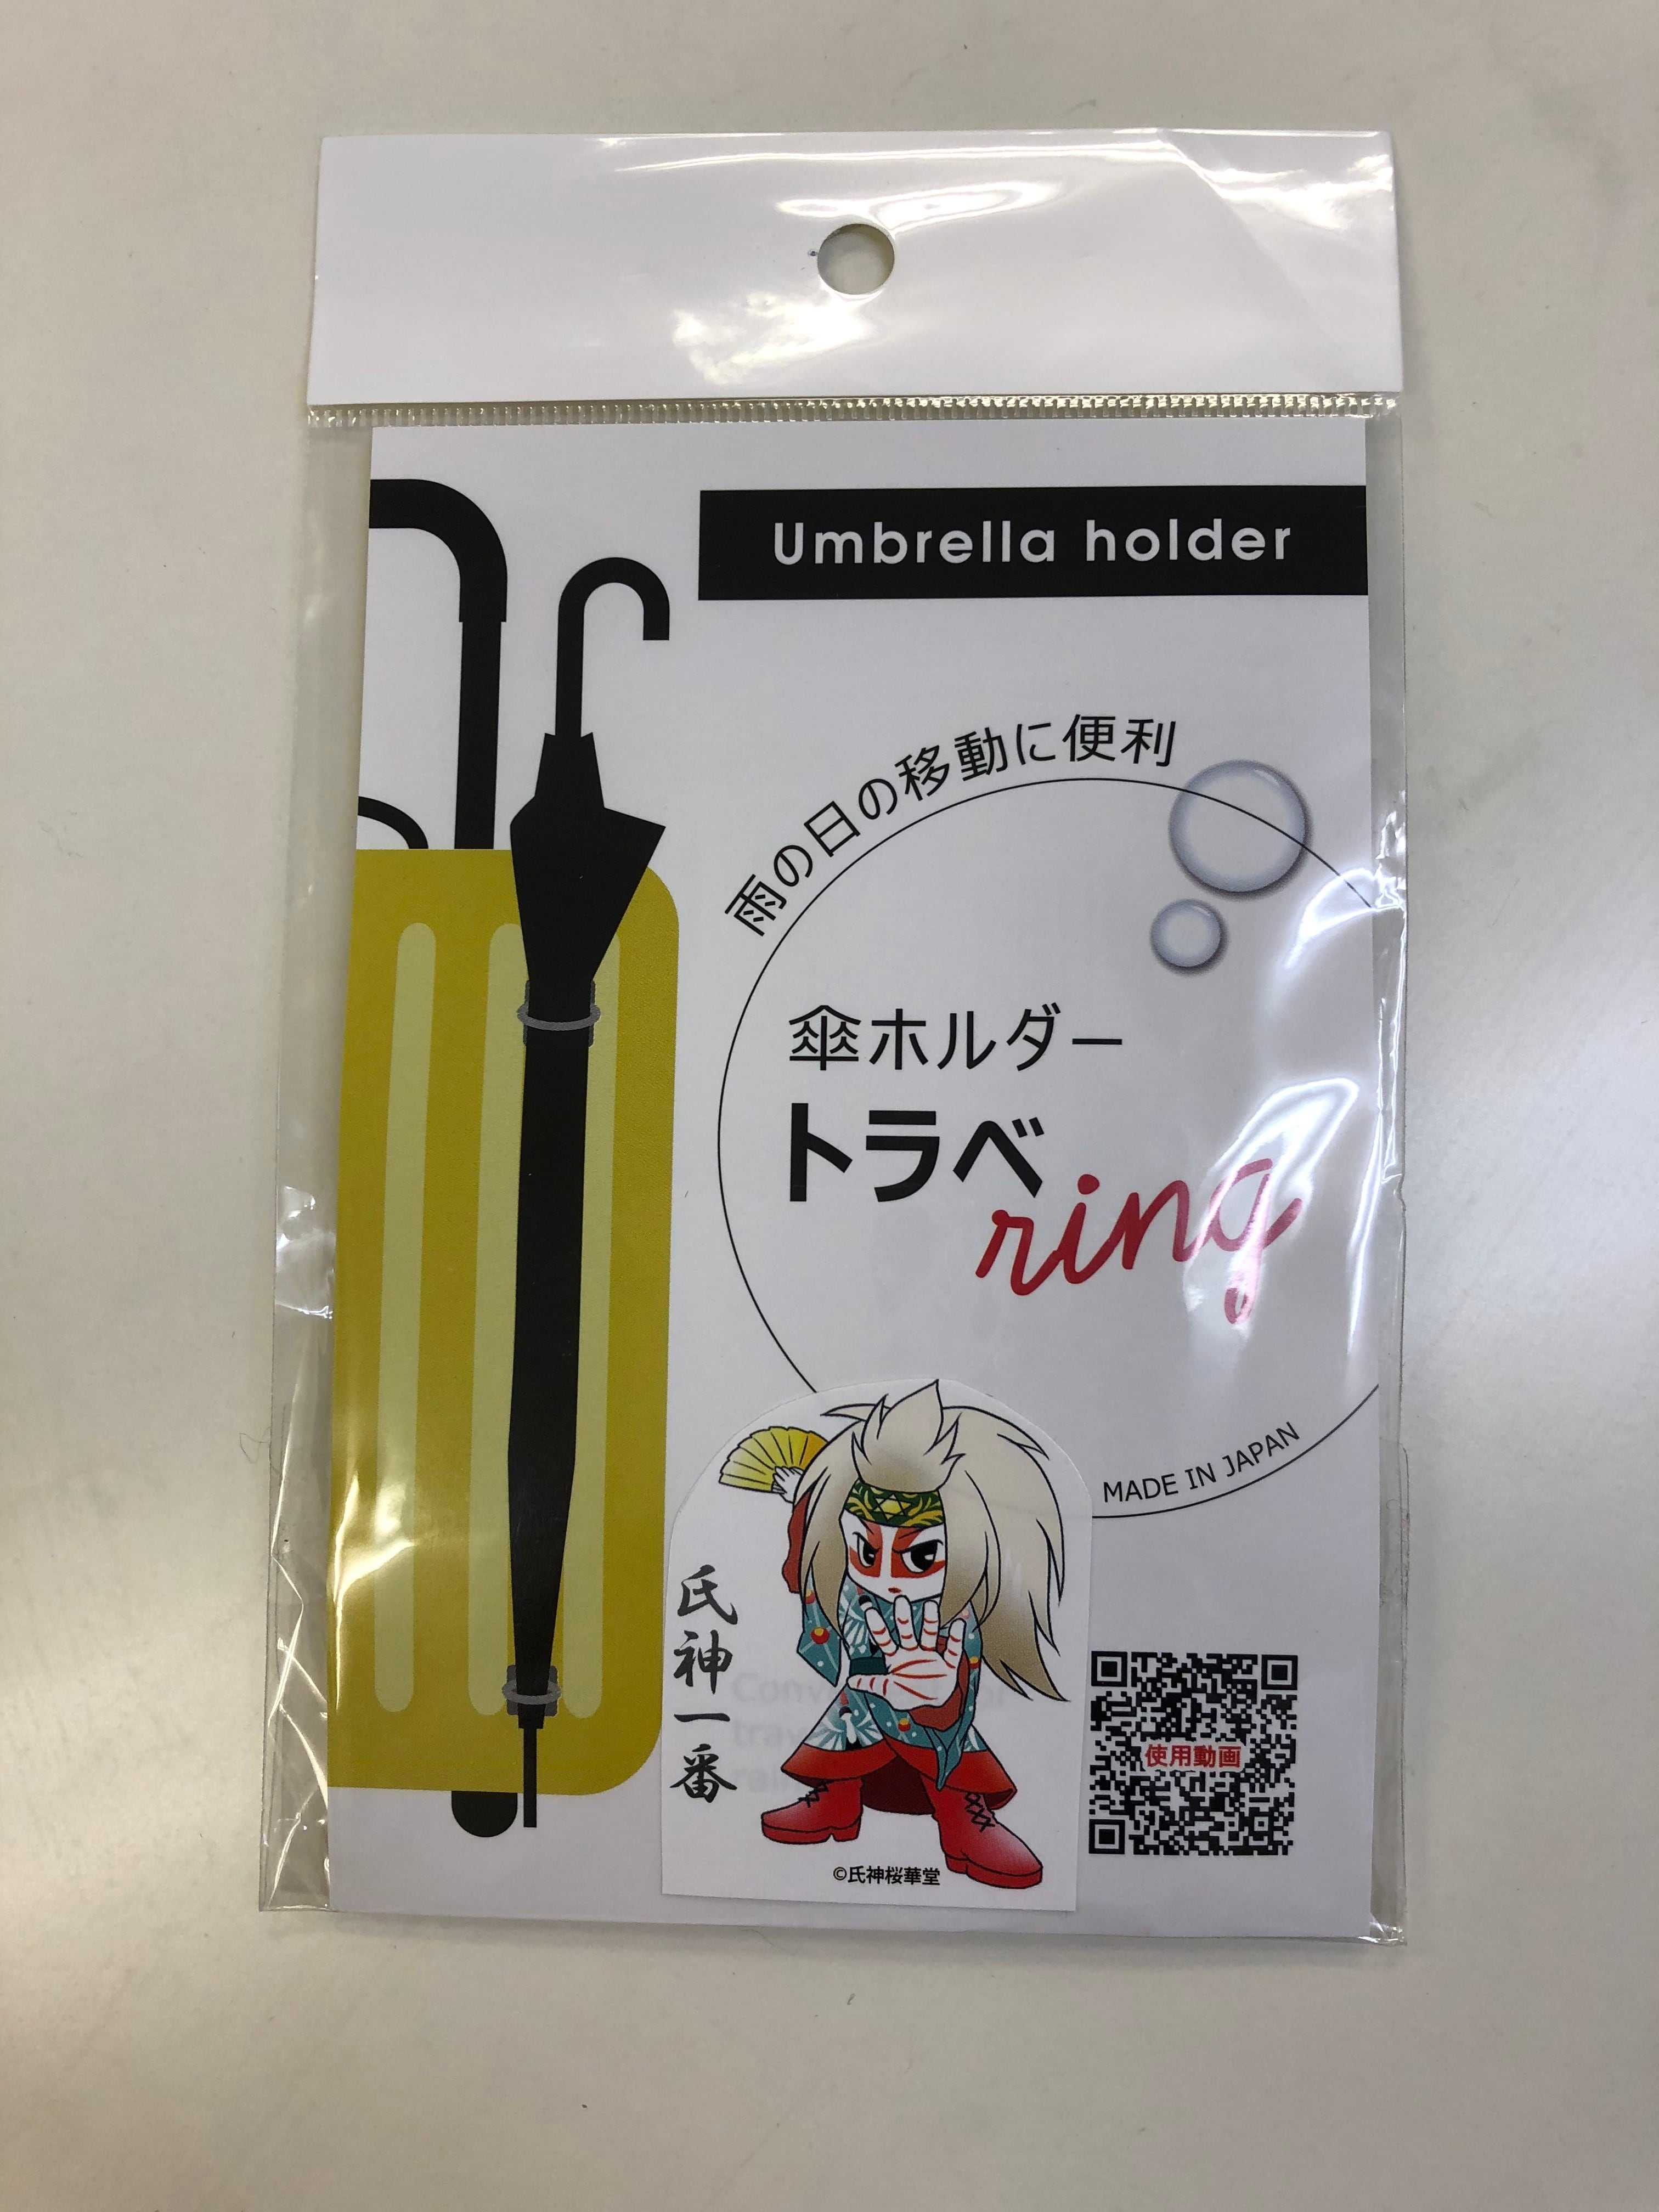 Umbrella holder
雨の日の移動に便利
傘ホルダー
トラベ
ring
MADE IN JAPAN
氏神一番
使用動画
©氏神桜華堂